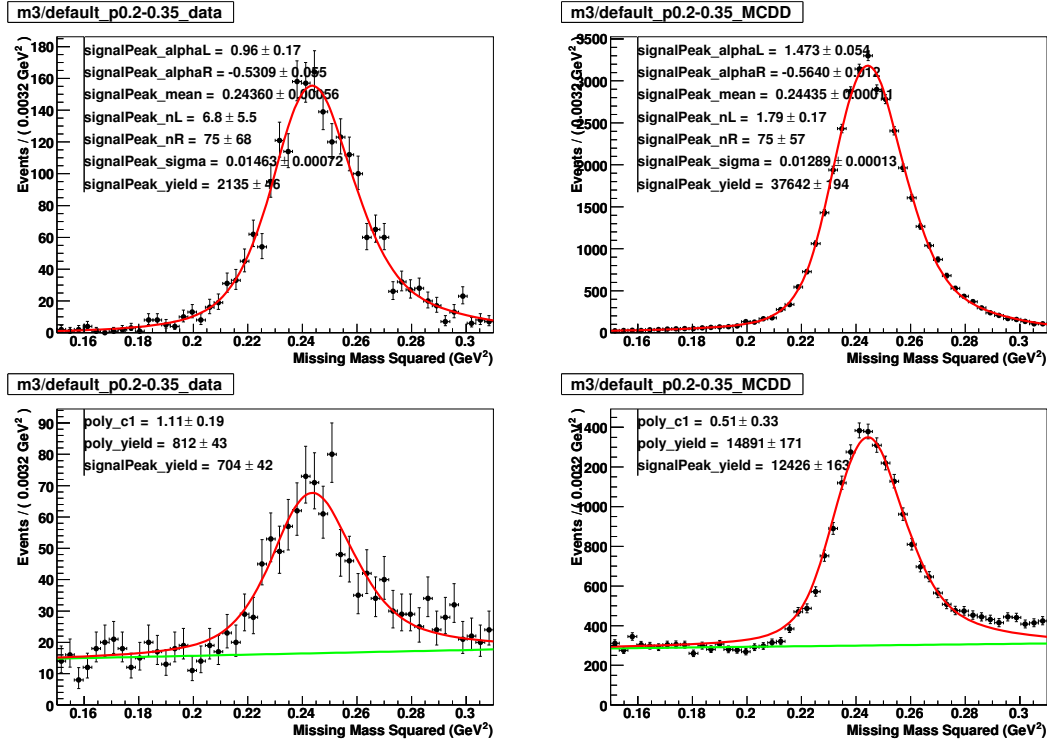 m3/default_p0.2-0.35_data
Events / ( 0.0032 GeV² )
180
160
140
120
100
80
60
40
20
0
signalPeak_alphaL = 0.96 ± 0.17
signalPeak_alphaR = -0.5309 ± 0.055
signalPeak_mean = 0.24360 ± 0.00056
signalPeak_nL = 6.8 ± 5.5
signalPeak_nR = 75 ± 68
signalPeak_sigma = 0.01463 ± 0.00072
signalPeak_yield = 2135 ± 46
0.16 0.18 0.2 0.22 0.24 0.26 0.28 0.3
Missing Mass Squared (GeV²)
m3/default_p0.2-0.35_MCDD
Events / ( 0.0032 GeV² )
3500
3000
2500
2000
1500
1000
500
0
signalPeak_alphaL = 1.473 ± 0.054
signalPeak_alphaR = -0.5640 ± 0.012
signalPeak_mean = 0.24435 ± 0.00011
signalPeak_nL = 1.79 ± 0.17
signalPeak_nR = 75 ± 57
signalPeak_sigma = 0.01289 ± 0.00013
signalPeak_yield = 37642 ± 194
0.16 0.18 0.2 0.22 0.24 0.26 0.28 0.3
Missing Mass Squared (GeV²)
m3/default_p0.2-0.35_data
Events / ( 0.0032 GeV² )
90
80
70
60
50
40
30
20
10
0
poly_c1 = 1.11 ± 0.19
poly_yield = 812 ± 43
signalPeak_yield = 704 ± 42
0.16 0.18 0.2 0.22 0.24 0.26 0.28 0.3
Missing Mass Squared (GeV²)
m3/default_p0.2-0.35_MCDD
Events / ( 0.0032 GeV² )
1400
1200
1000
800
600
400
200
0
poly_c1 = 0.51 ± 0.33
poly_yield = 14891 ± 171
signalPeak_yield = 12426 ± 163
0.16 0.18 0.2 0.22 0.24 0.26 0.28 0.3
Missing Mass Squared (GeV²)